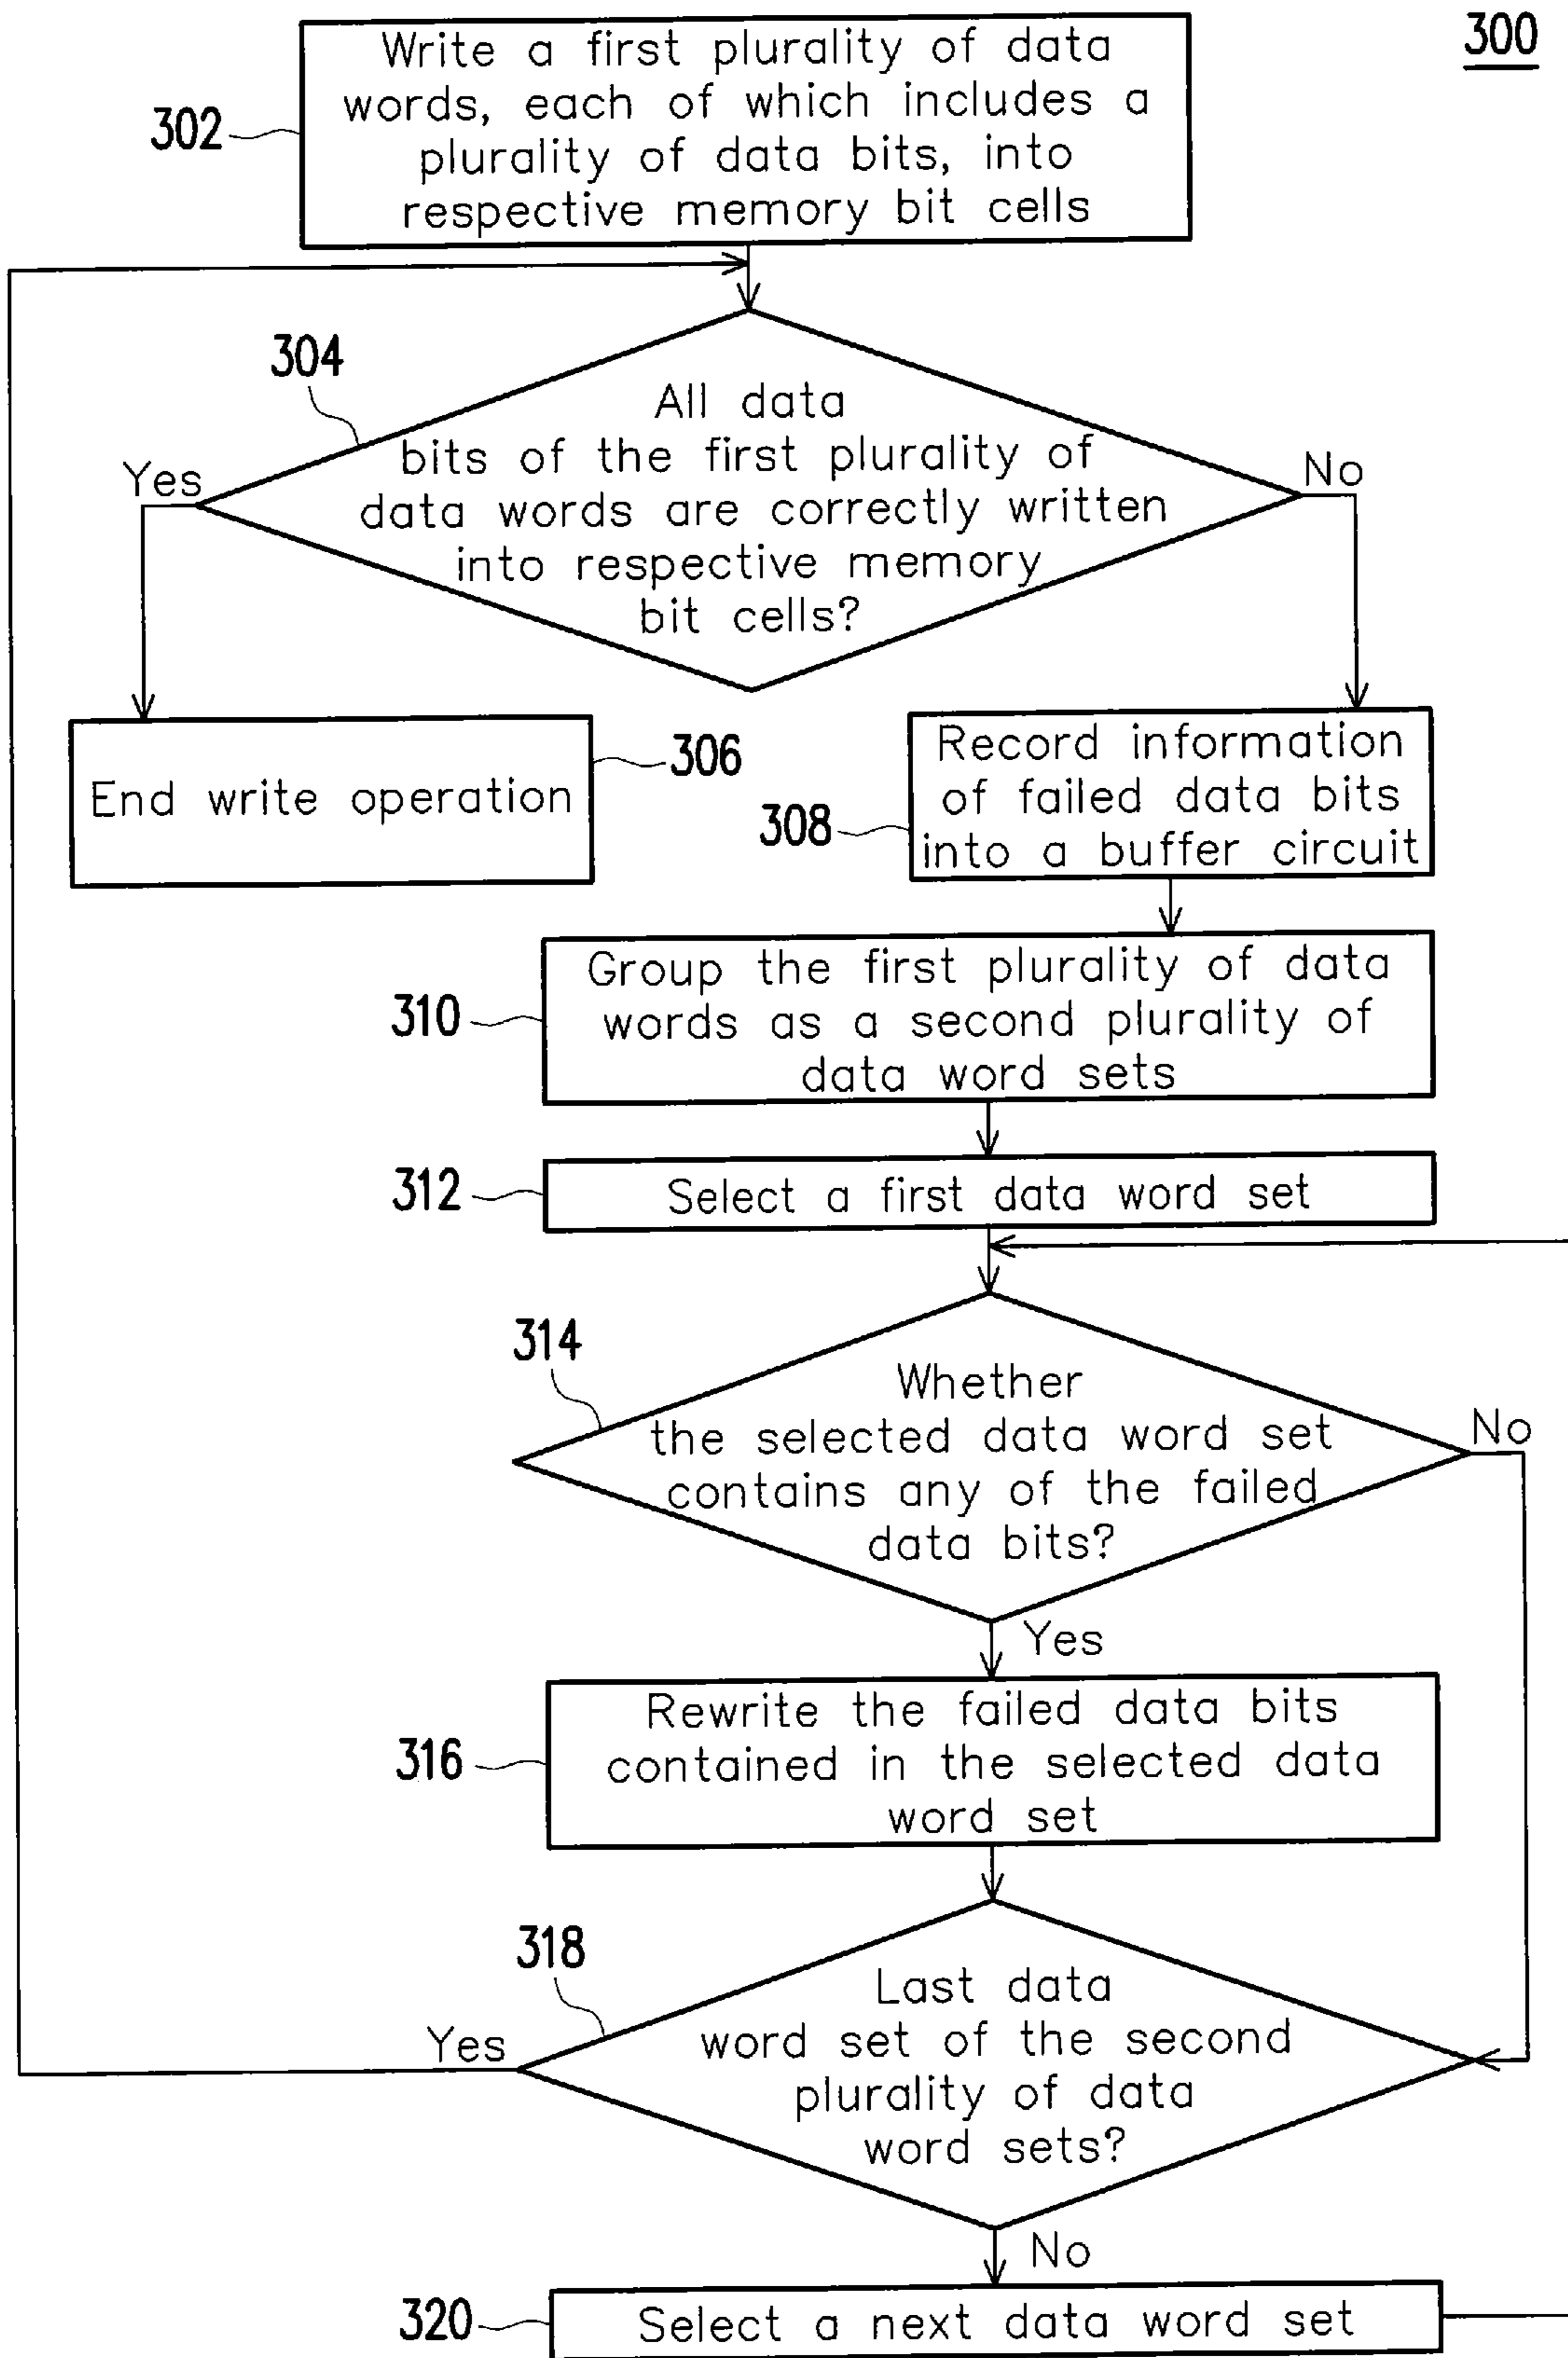 300
302
Write a first plurality of data
words, each of which includes a
plurality of data bits, into
respective memory bit cells
304
All data
bits of the first plurality of
data words are correctly written
into respective memory
bit cells?
Yes
No
End write operation
306
308
Record information
of failed data bits
into a buffer circuit
310
Group the first plurality of data
words as a second plurality of
data word sets
312
Select a first data word set
314
Whether
the selected data word set
contains any of the failed
data bits?
No
Yes
316
Rewrite the failed data bits
contained in the selected data
word set
318
Last data
word set of the second
plurality of data
word sets?
Yes
No
320
Select a next data word set